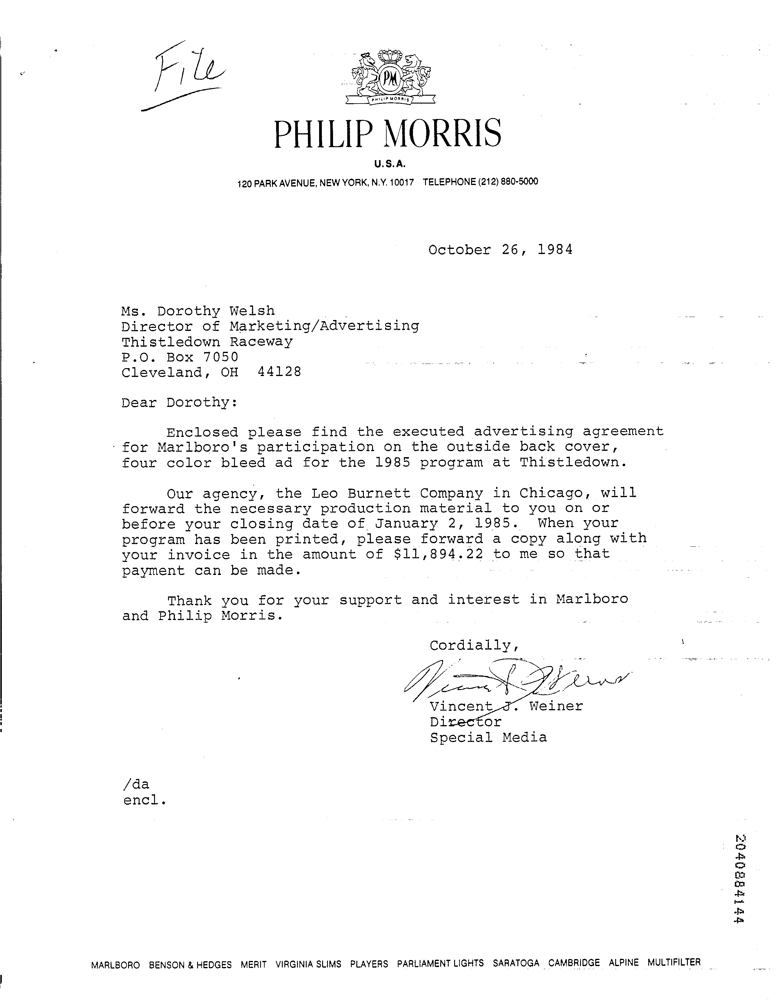 File
PM
PHILIP MORRIS
PHILIP MORRIS
U.S.A.
120 PARK AVENUE, NEW YORK, N.Y. 10017 TELEPHONE (212) 880-5000
October 26, 1984
Ms. Dorothy Welsh
Director of Marketing/Advertising
Thistledown Raceway
P.O. Box 7050
Cleveland, OH 44128
Dear Dorothy:
Enclosed please find the executed advertising agreement
for Marlboro's participation on the outside back cover,
four color bleed ad for the 1985 program at Thistledown.
Our agency, the Leo Burnett Company in Chicago, will
forward the necessary production material to you on or
before your closing date of January 2, 1985. When your
program has been printed, please forward a copy along with
your invoice in the amount of $11,894.22 to me so that
payment can be made.
Thank you for your support and interest in Marlboro
and Philip Morris.
Cordially,
Vincent J. Weiner
Director
Special Media
/da
encl.
2040884144
MARLBORO BENSON & HEDGES MERIT VIRGINIA SLIMS PLAYERS PARLIAMENT LIGHTS SARATOGA CAMBRIDGE ALPINE MULTIFILTER